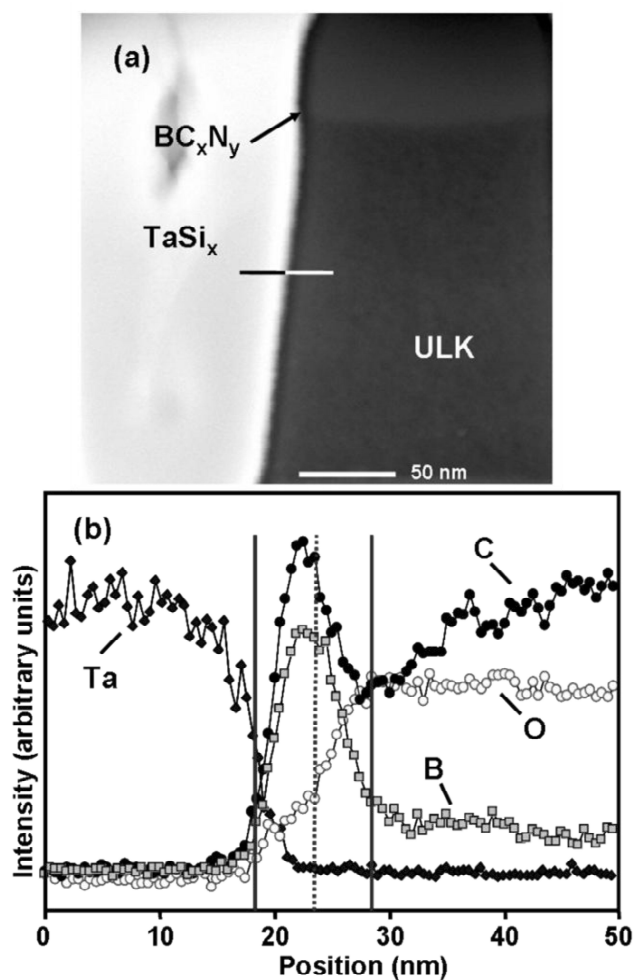 (a)
BCxNy
TaSix
ULK
50 nm
(b)
C
Ta
O
B
Intensity (arbitrary units)
0 10 20 30 40 50
Position (nm)